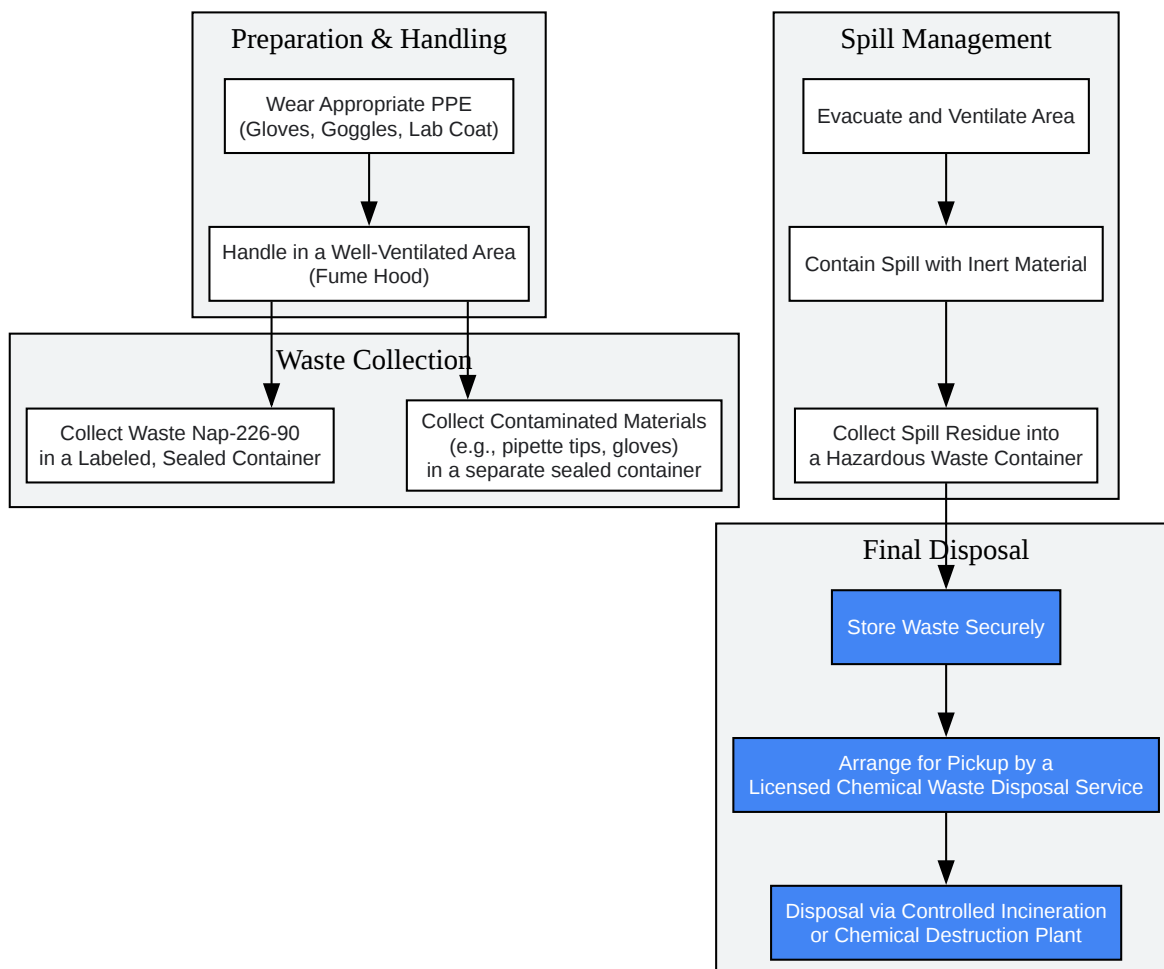 Preparation & Handling
Wear Appropriate PPE
(Gloves, Goggles, Lab Coat)
Handle in a Well-Ventilated Area
(Fume Hood)
Waste Collection
Collect Waste Nap-226-90
in a Labeled, Sealed Container
Collect Contaminated Materials
(e.g., pipette tips, gloves)
in a separate sealed container
Spill Management
Evacuate and Ventilate Area
Contain Spill with Inert Material
Collect Spill Residue into
a Hazardous Waste Container
Final Disposal
Store Waste Securely
Arrange for Pickup by a
Licensed Chemical Waste Disposal Service
Disposal via Controlled Incineration
or Chemical Destruction Plant